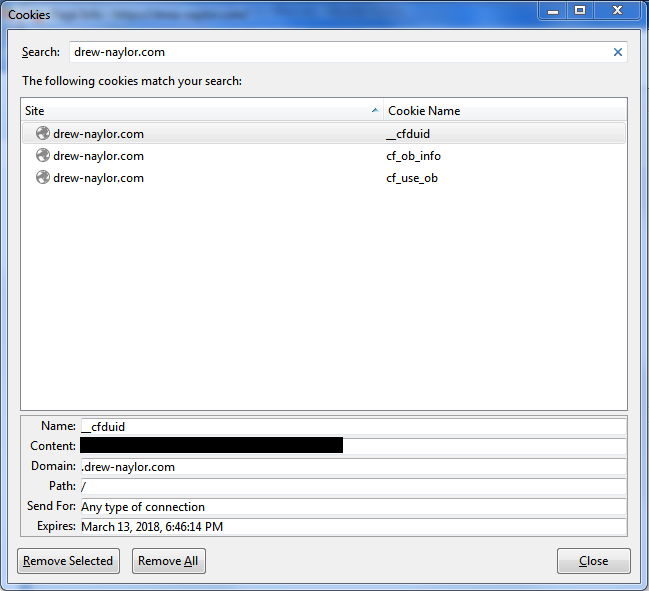 Cookies
Search: drew-naylor.com
The following cookies match your search:
Site Cookie Name
drew-naylor.com __cfduid
drew-naylor.com cf_ob_info
drew-naylor.com cf_use_ob
Name: __cfduid
Content:
Domain: .drew-naylor.com
Path: /
Send For: Any type of connection
Expires: March 13, 2018, 6:46:14 PM
Remove Selected Remove All Close